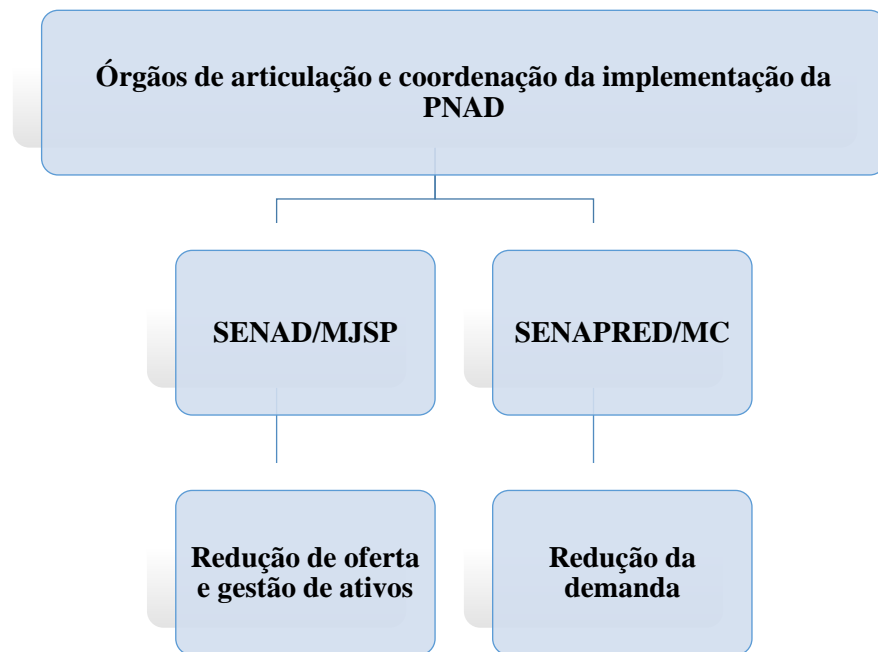 Órgãos de articulação e coordenação da implementação da
PNAD
SENAD/MJSP
SENAPRED/MC
Redução de oferta
e gestão de ativos
Redução da
demanda